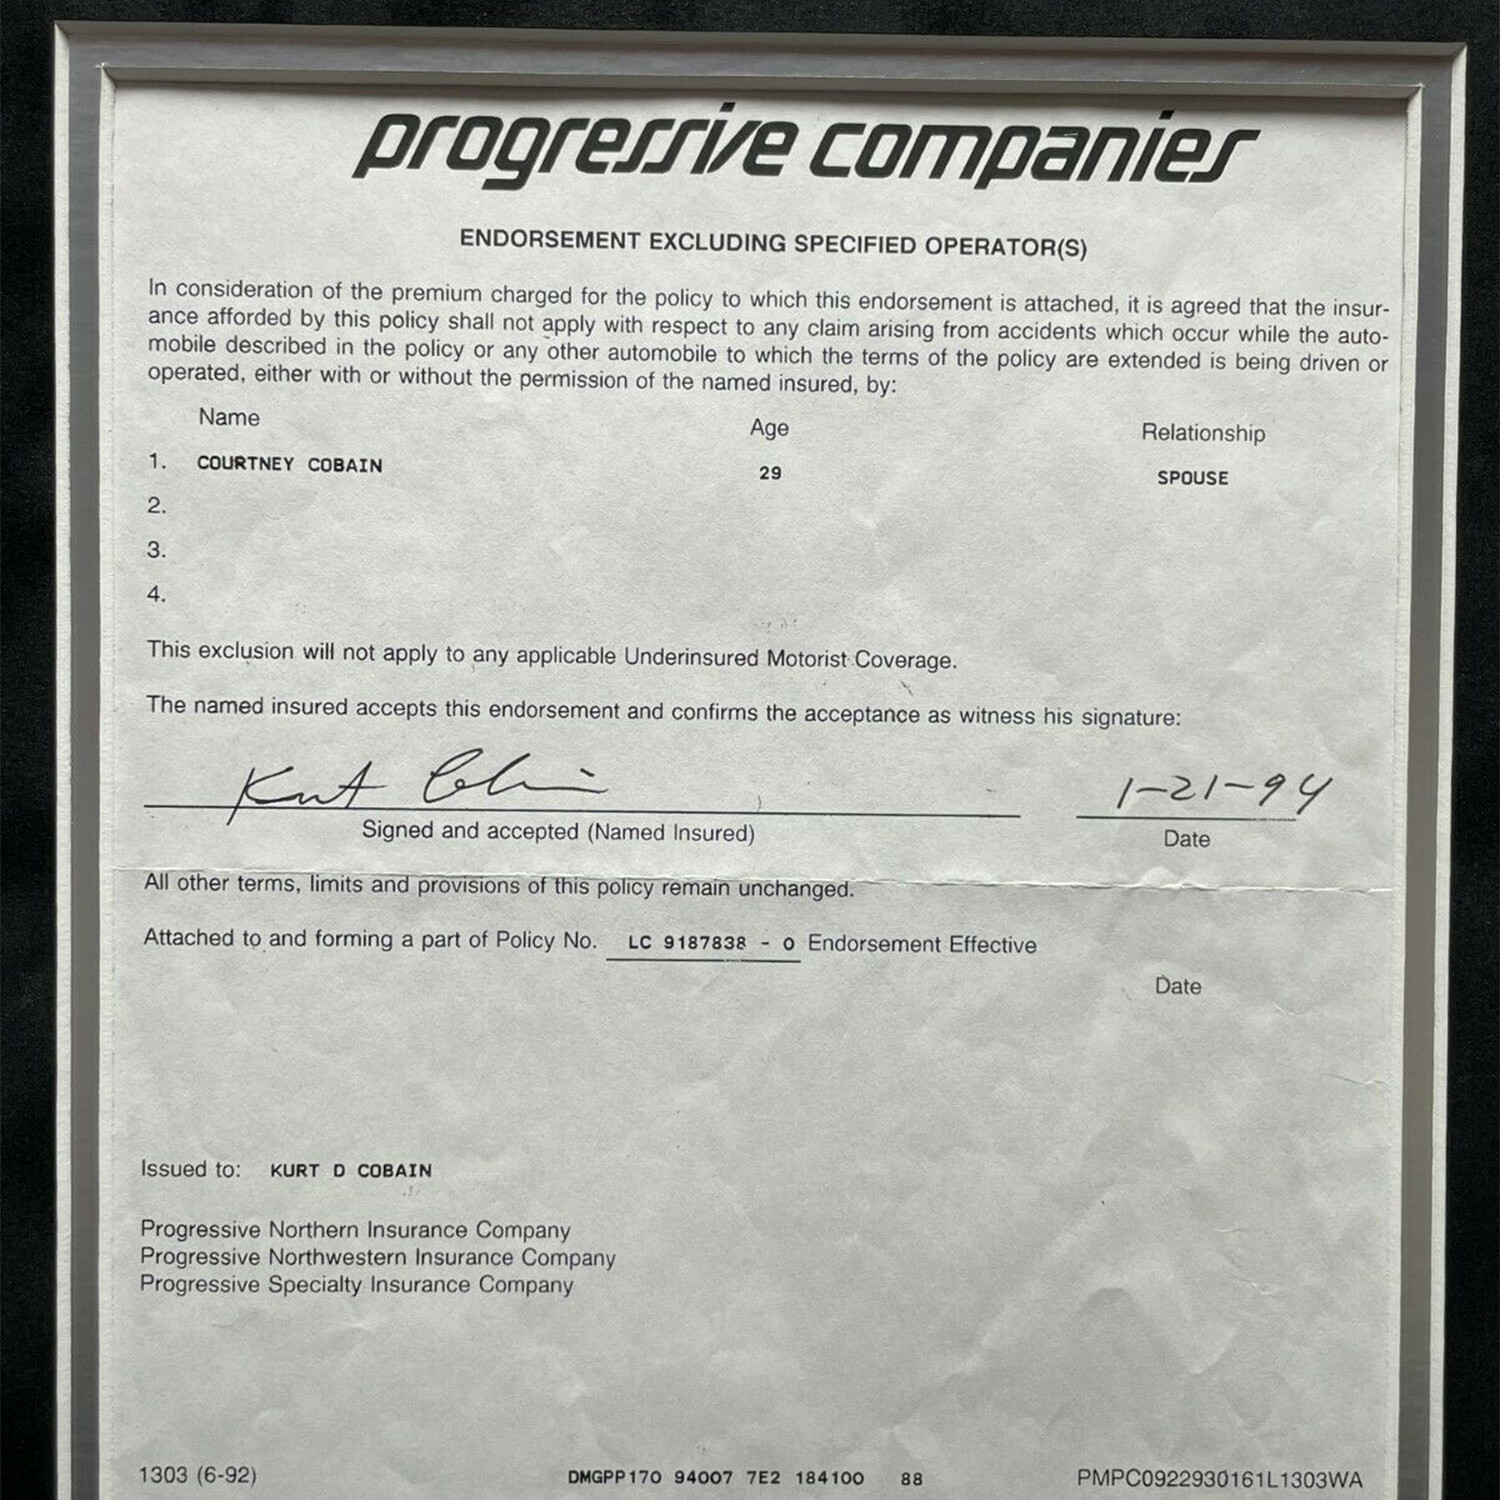 progressive companies
ENDORSEMENT EXCLUDING SPECIFIED OPERATOR(S)
In consideration of the premium charged for the policy to which this endorsement is attached, it is agreed that the insur-
ance afforded by this policy shall not apply with respect to any claim arising from accidents which occur while the auto-
mobile described in the policy or any other automobile to which the terms of the policy are extended is being driven or
operated, either with or without the permission of the named insured, by:
Name Age Relationship
1. COURTNEY COBAIN 29 SPOUSE
2.
3.
4.
This exclusion will not apply to any applicable Underinsured Motorist Coverage.
The named insured accepts this endorsement and confirms the acceptance as witness his signature:
Kurt Cobain 1-21-94
Signed and accepted (Named Insured) Date
All other terms, limits and provisions of this policy remain unchanged.
Attached to and forming a part of Policy No. LC 9187838 - 0 Endorsement Effective
Date
Issued to: KURT D COBAIN
Progressive Northern Insurance Company
Progressive Northwestern Insurance Company
Progressive Specialty Insurance Company
1303 (6-92) DMGPP170 94007 7E2 184100 88 PMPC0922930161L1303WA